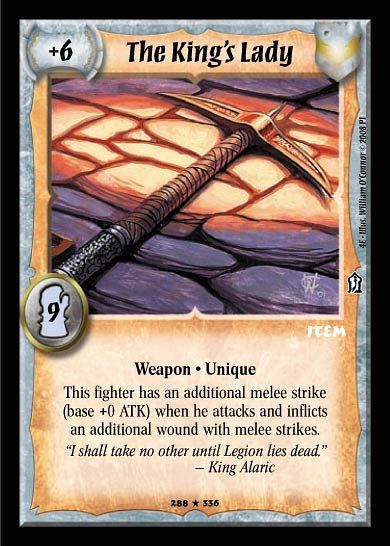 +6
The King's Lady
4E · Illus. William O'Connor © 2008 PI
9
ITEM
Weapon • Unique
This fighter has an additional melee strike
(base +0 ATK) when he attacks and inflicts
an additional wound with melee strikes.
“I shall take no other until Legion lies dead.”
– King Alaric
288 ★ 336